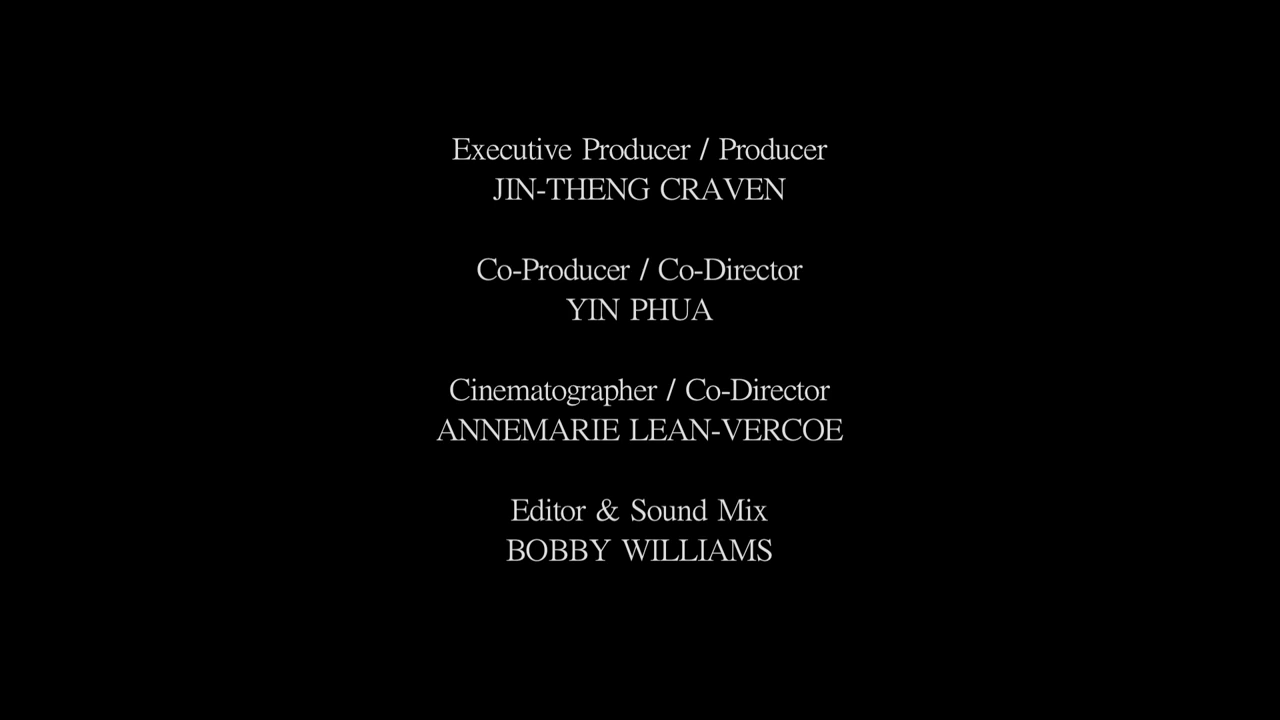 Executive Producer / Producer
JIN-THENG CRAVEN
Co-Producer / Co-Director
YIN PHUA
Cinematographer / Co-Director
ANNEMARIE LEAN-VERCOE
Editor & Sound Mix
BOBBY WILLIAMS